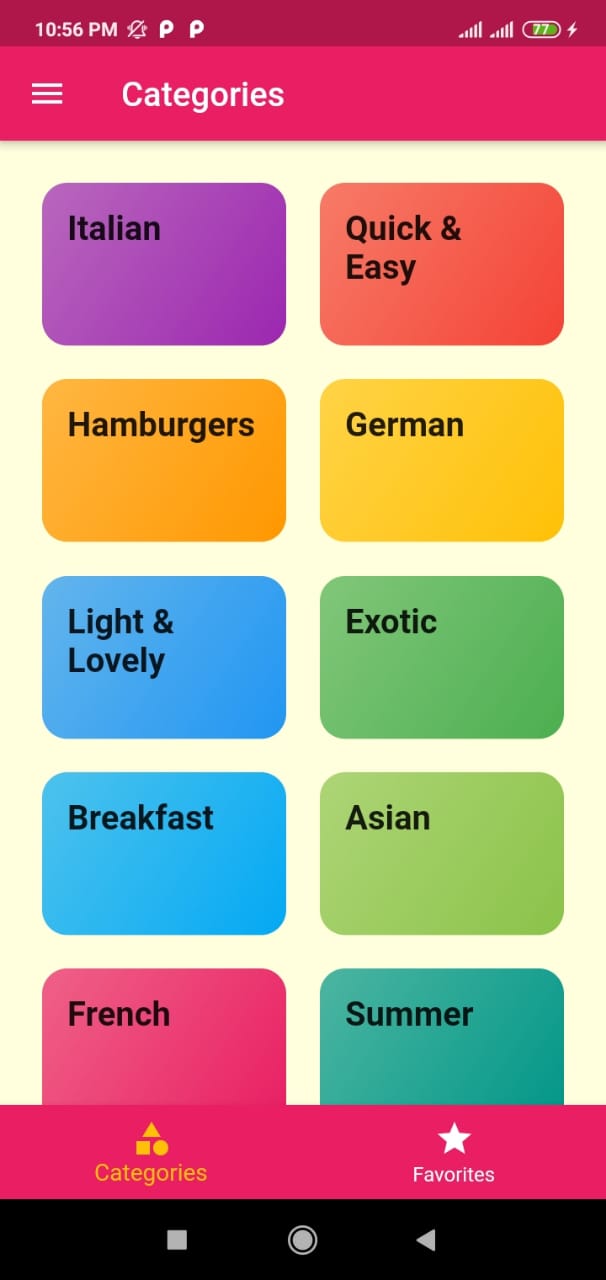 10:56 PM
77
Categories
Italian
Quick &
Easy
Hamburgers
German
Light &
Lovely
Exotic
Breakfast
Asian
French
Summer
Categories
Favorites